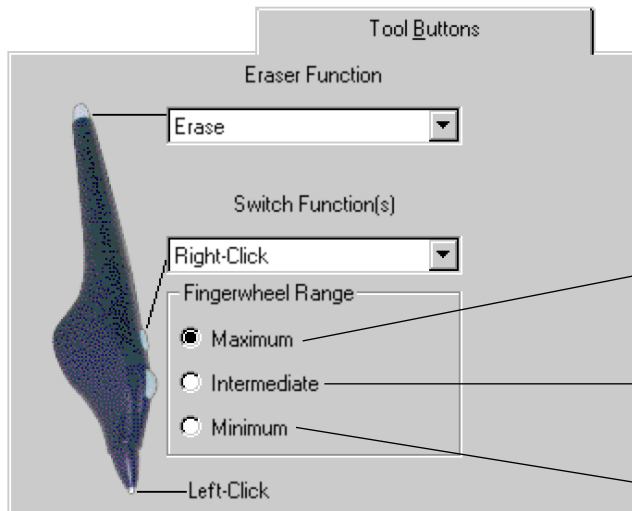 Tool Buttons
Eraser Function
Erase
Switch Function(s)
Right-Click
Fingerwheel Range
Maximum
Intermediate
Minimum
Left-Click